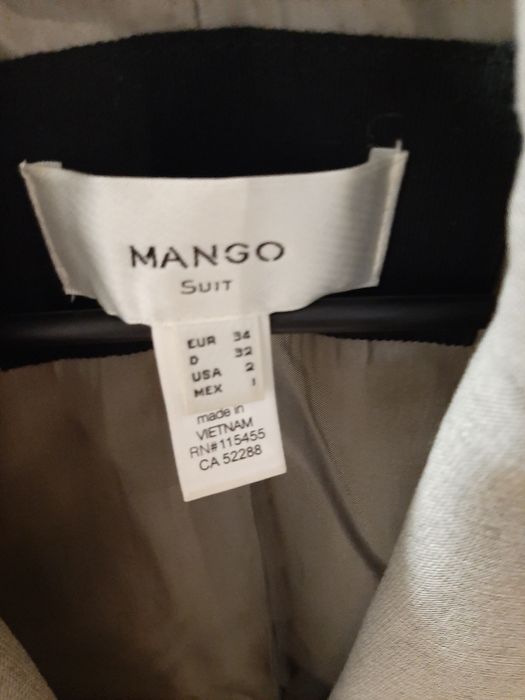 MANGO
SUIT
EUR 34
D 32
USA 2
MEX 1
made in
VIETNAM
RN#115455
CA 52288